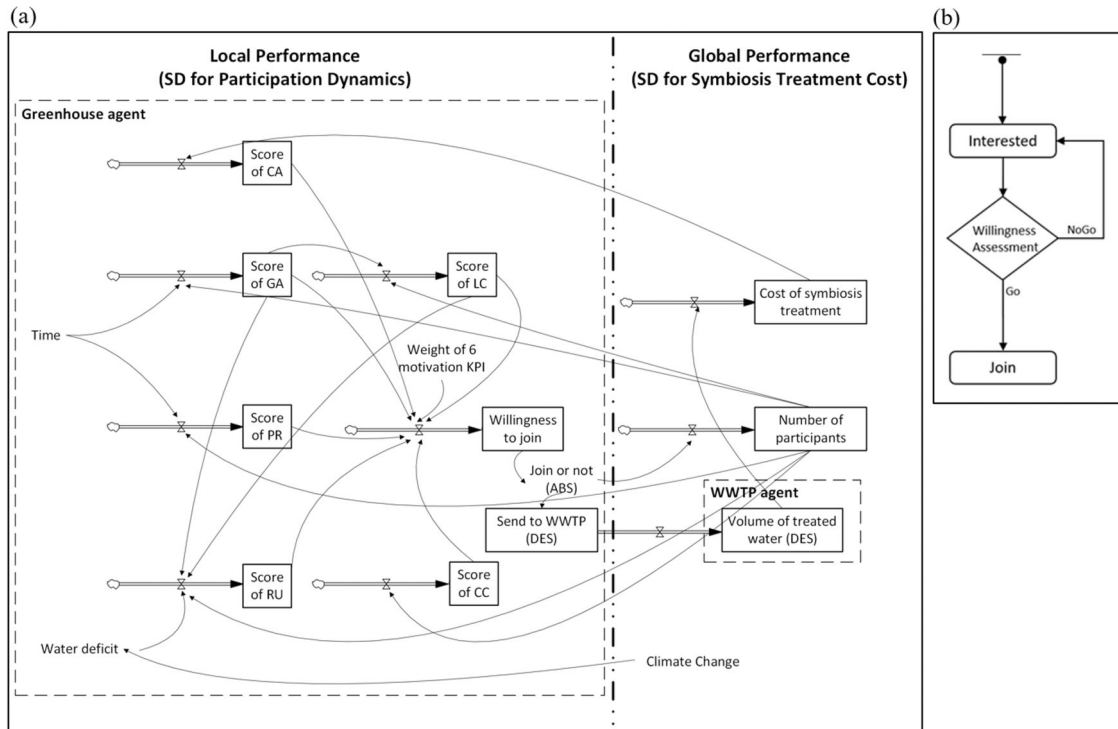 (a)
Local Performance
(SD for Participation Dynamics)
Global Performance
(SD for Symbiosis Treatment Cost)
Greenhouse agent
Score
of CA
Score
of GA
Score
of LC
Cost of symbiosis
treatment
Time
Weight of 6
motivation KPI
Score
of PR
Willingness
to join
Number of
participants
Join or not
(ABS)
WWTP agent
Send to WWTP
(DES)
Volume of treated
water (DES)
Score
of RU
Score
of CC
Water deficit
Climate Change
(b)
Interested
Willingness
Assessment
NoGo
Go
Join